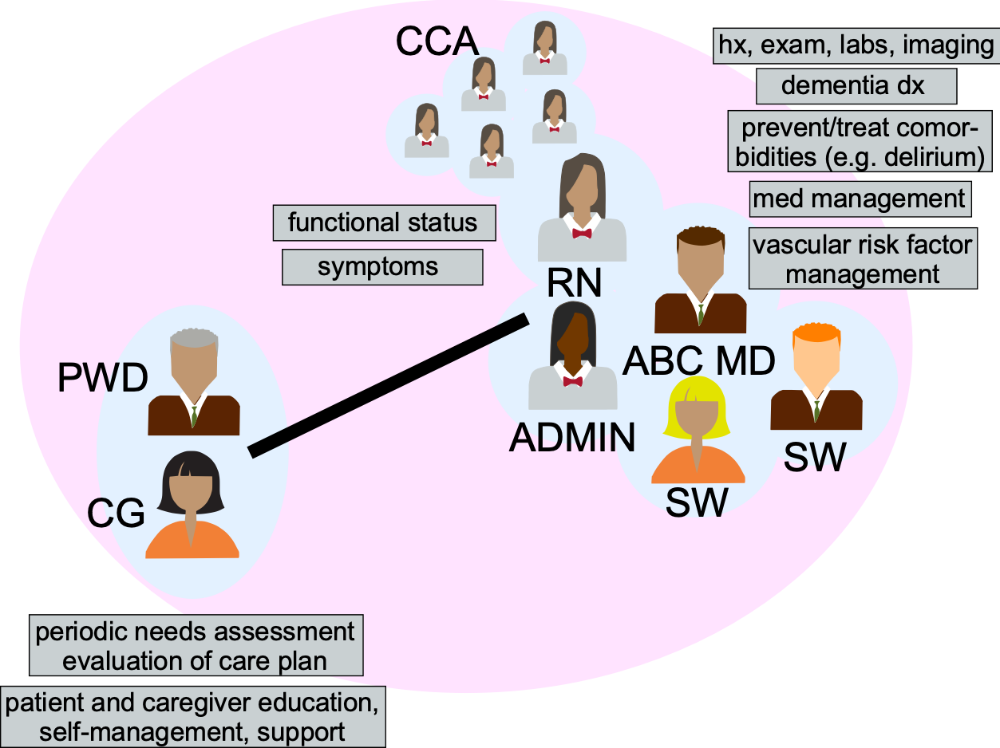 CCA
hx, exam, labs, imaging
dementia dx
prevent/treat comor-
bidities (e.g. delirium)
med management
vascular risk factor
management
functional status
symptoms
RN
ABC MD
PWD
ADMIN
SW
SW
CG
periodic needs assessment
evaluation of care plan
patient and caregiver education,
self-management, support